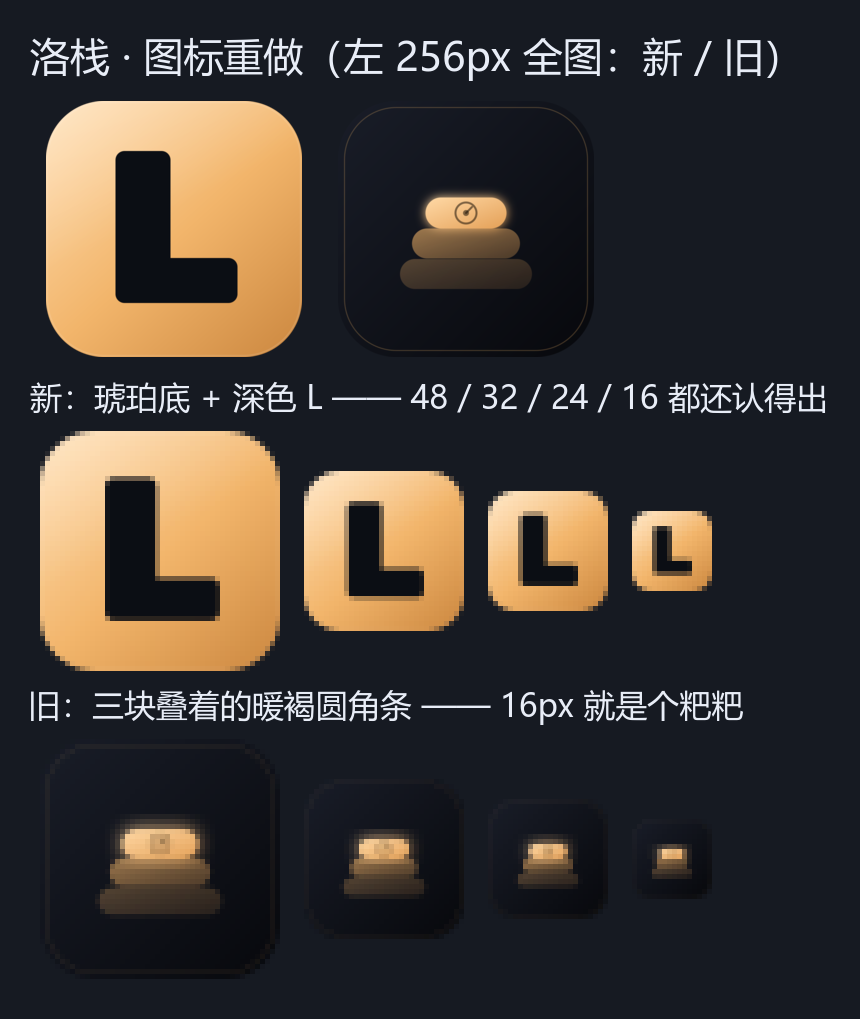 洛栈 · 图标重做（左 256px 全图：新 / 旧）
L
新：琥珀底 + 深色 L —— 48 / 32 / 24 / 16 都还认得出
L L L L
旧：三块叠着的暖褐圆角条 —— 16px 就是个粑粑